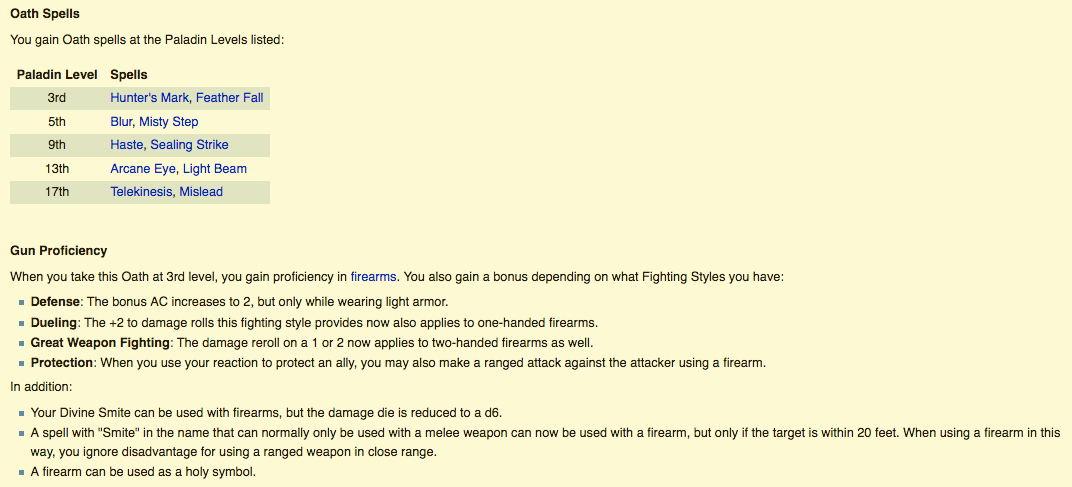 Oath Spells
You gain Oath spells at the Paladin Levels listed:
Paladin Level Spells
3rd Hunter's Mark, Feather Fall
5th Blur, Misty Step
9th Haste, Sealing Strike
13th Arcane Eye, Light Beam
17th Telekinesis, Mislead
Gun Proficiency
When you take this Oath at 3rd level, you gain proficiency in firearms. You also gain a bonus depending on what Fighting Styles you have:
Defense: The bonus AC increases to 2, but only while wearing light armor.
Dueling: The +2 to damage rolls this fighting style provides now also applies to one-handed firearms.
Great Weapon Fighting: The damage reroll on a 1 or 2 now applies to two-handed firearms as well.
Protection: When you use your reaction to protect an ally, you may also make a ranged attack against the attacker using a firearm.
In addition:
Your Divine Smite can be used with firearms, but the damage die is reduced to a d6.
A spell with "Smite" in the name that can normally only be used with a melee weapon can now be used with a firearm, but only if the target is within 20 feet. When using a firearm in this
way, you ignore disadvantage for using a ranged weapon in close range.
A firearm can be used as a holy symbol.